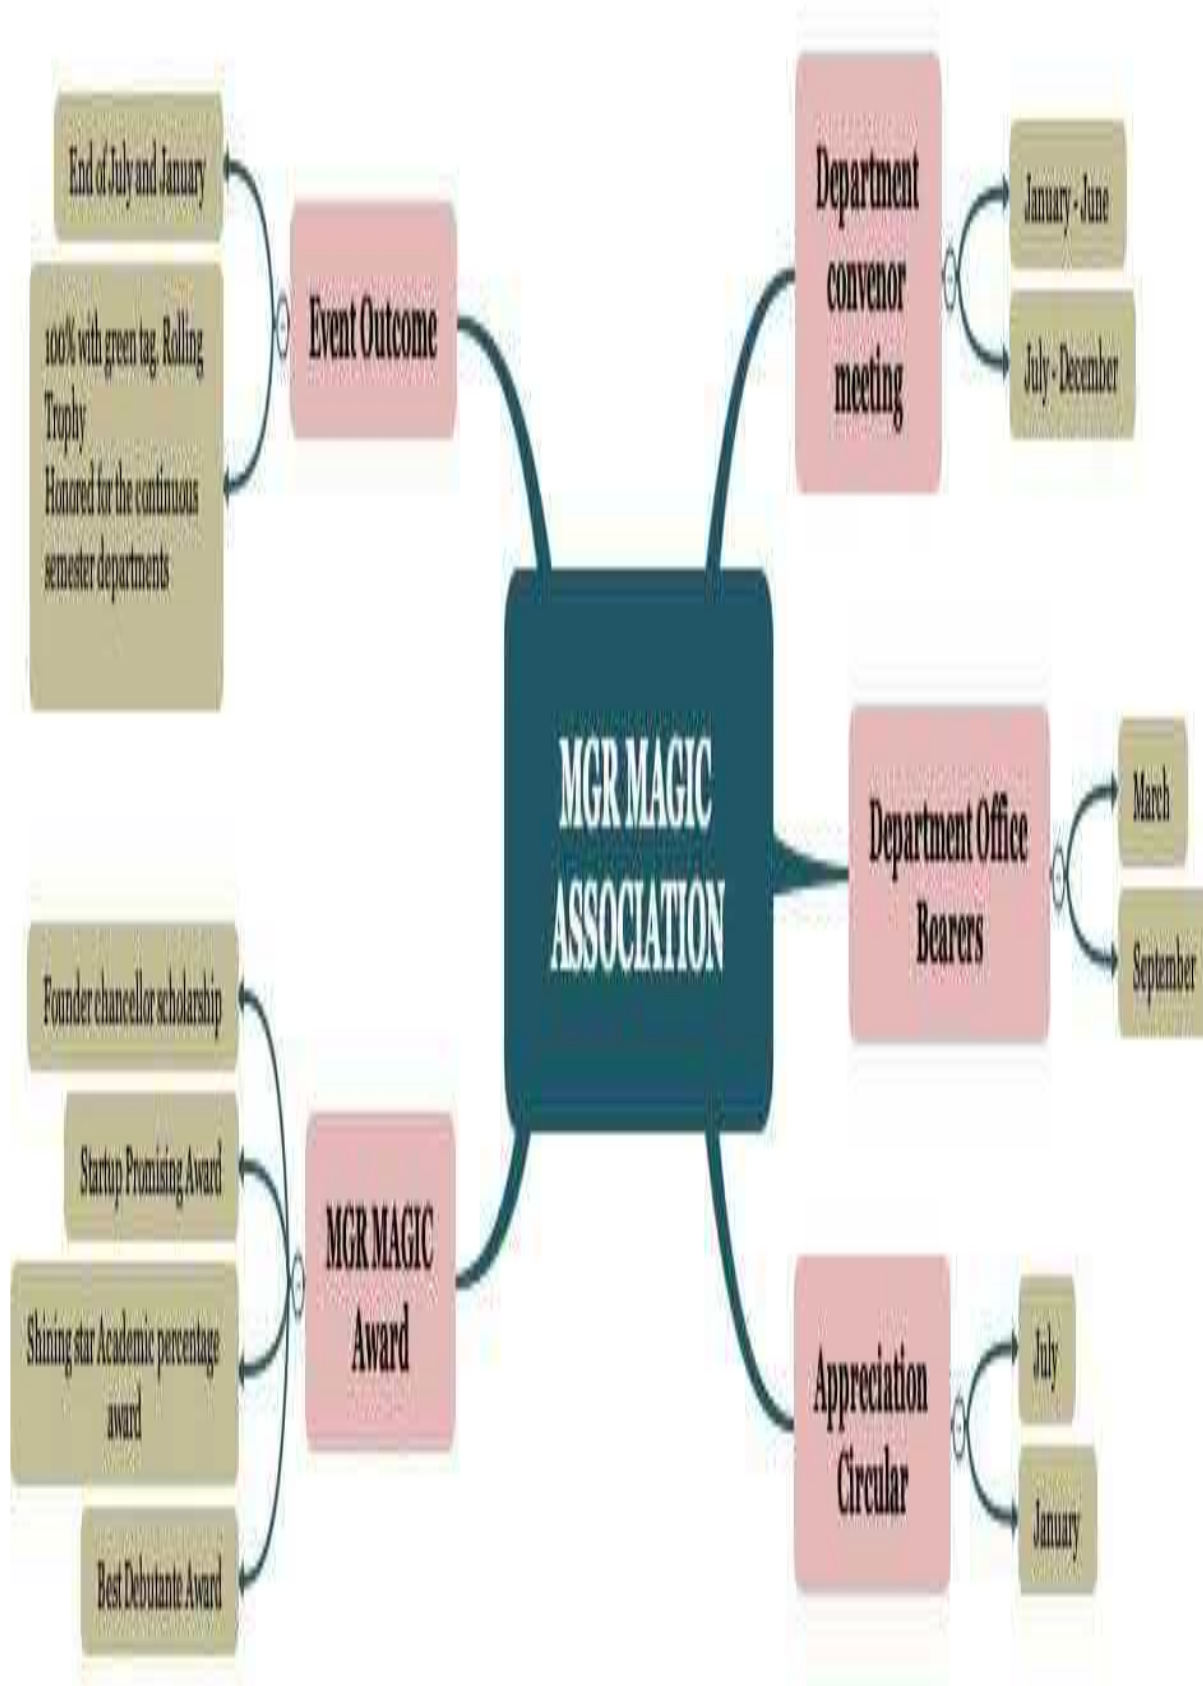 End of July and January
100% with green tag. Rolling
Trophy
Honored for the continuous
semester departments
Event Outcome
Department
convenor
meeting
January - June
July - December
MGR MAGIC
ASSOCIATION
Department Office
Bearers
March
September
Founder chancellor scholarship
Startup Promising Award
Shining star Academic percentage
award
Best Debutante Award
MGR MAGIC
Award
Appreciation
Circular
July
January